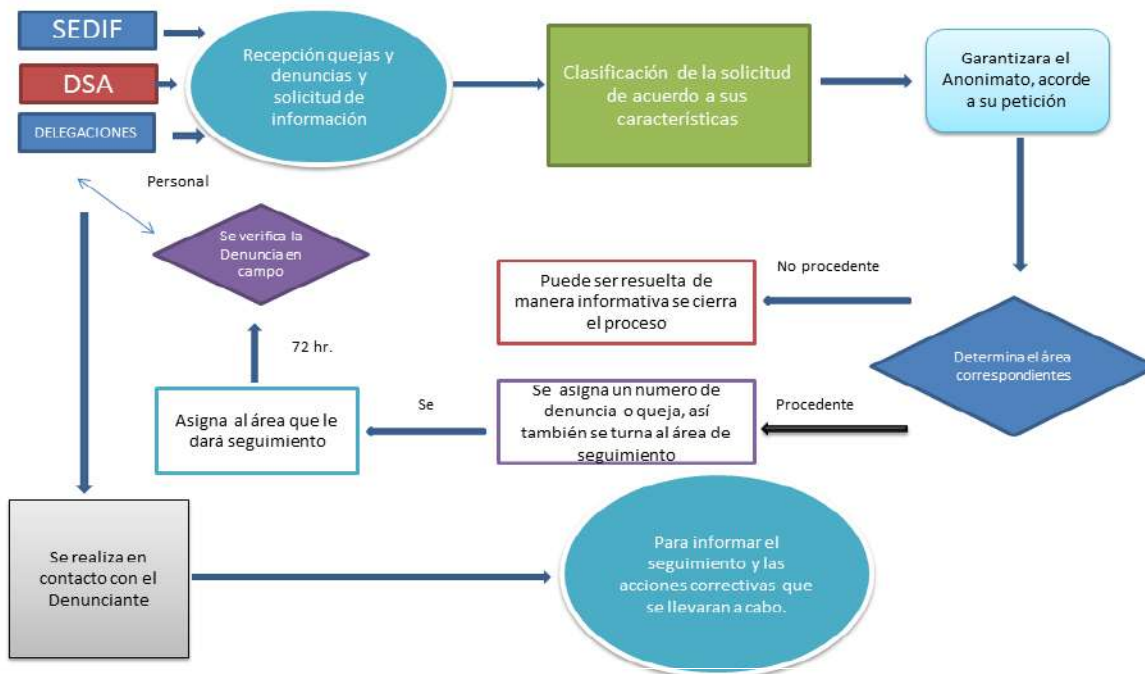 SEDIF
DSA
DELEGACIONES
Recepción quejas y
denuncias y
solicitud de
información
Clasificación de la solicitud
de acuerdo a sus
características
Garantizara el
Anonimato, acorde
a su petición
Personal
Se verifica la
Denuncia en
campo
72 hr.
No procedente
Puede ser resuelta de
manera informativa se cierra
el proceso
Determina el área
correspondientes
Procedente
Se asigna un numero de
denuncia o queja, así
también se turna al área de
seguimiento
Se
Asigna al área que le
dará seguimiento
Se realiza en
contacto con el
Denunciante
Para informar el
seguimiento y las
acciones correctivas que
se llevaran a cabo.